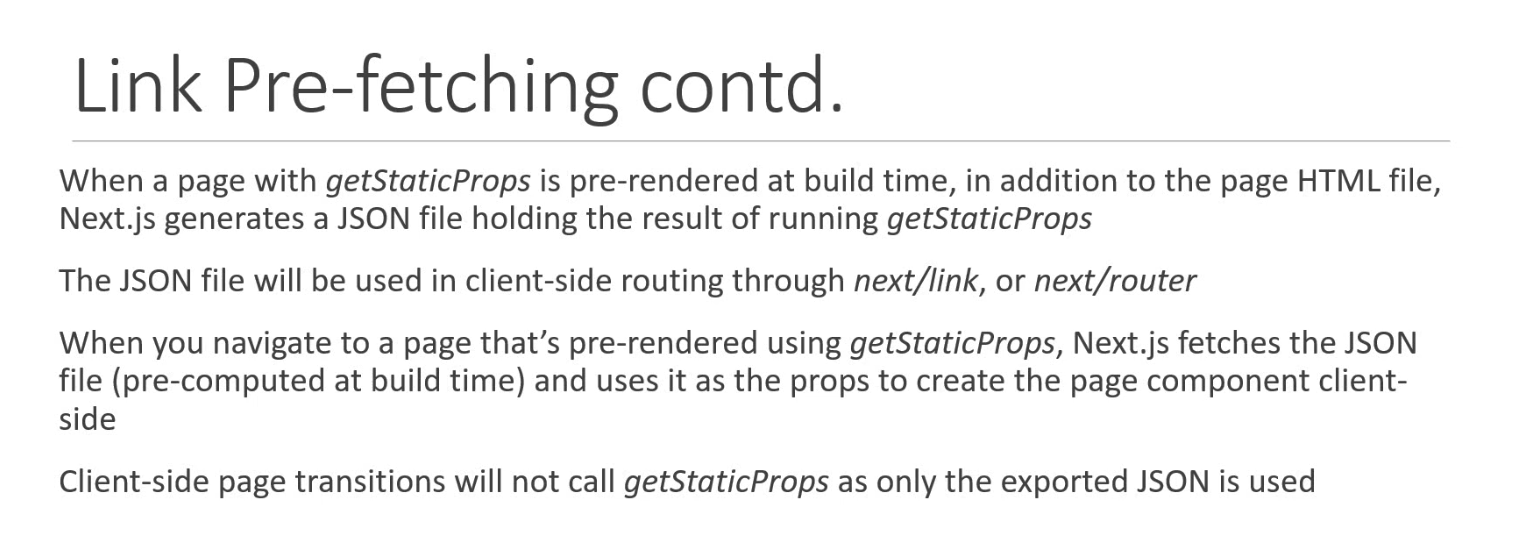 Link Pre-fetching contd.
When a page with getStaticProps is pre-rendered at build time, in addition to the page HTML file,
Next.js generates a JSON file holding the result of running getStaticProps
The JSON file will be used in client-side routing through next/link, or next/router
When you navigate to a page that’s pre-rendered using getStaticProps, Next.js fetches the JSON
file (pre-computed at build time) and uses it as the props to create the page component client-
side
Client-side page transitions will not call getStaticProps as only the exported JSON is used